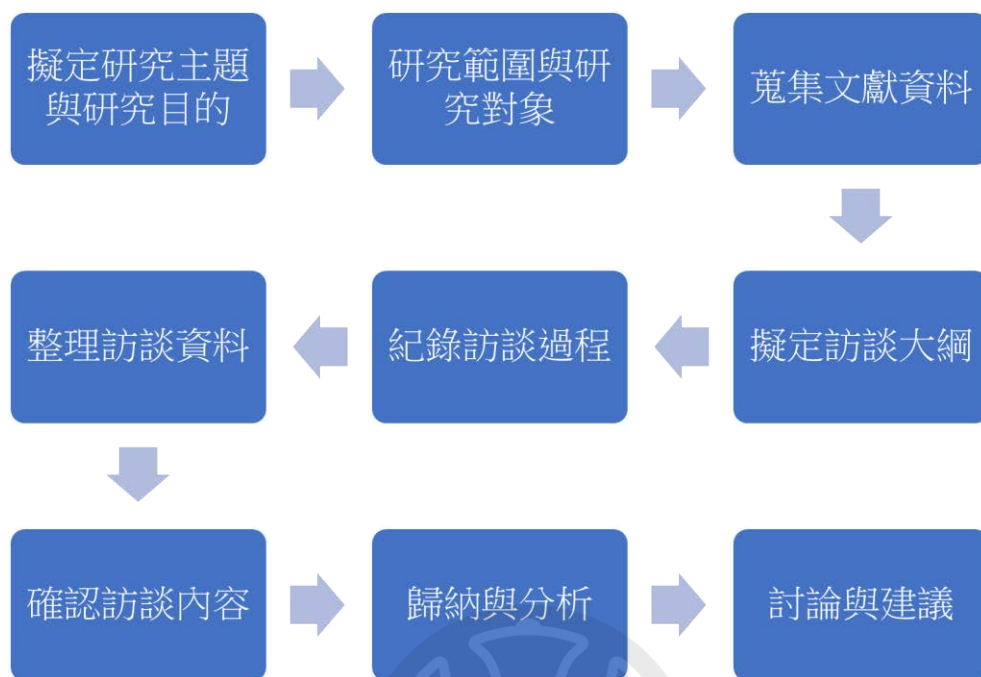 擬定研究主題
與研究目的
研究範圍與研
究對象
蒐集文獻資料
擬定訪談大綱
紀錄訪談過程
整理訪談資料
確認訪談內容
歸納與分析
討論與建議